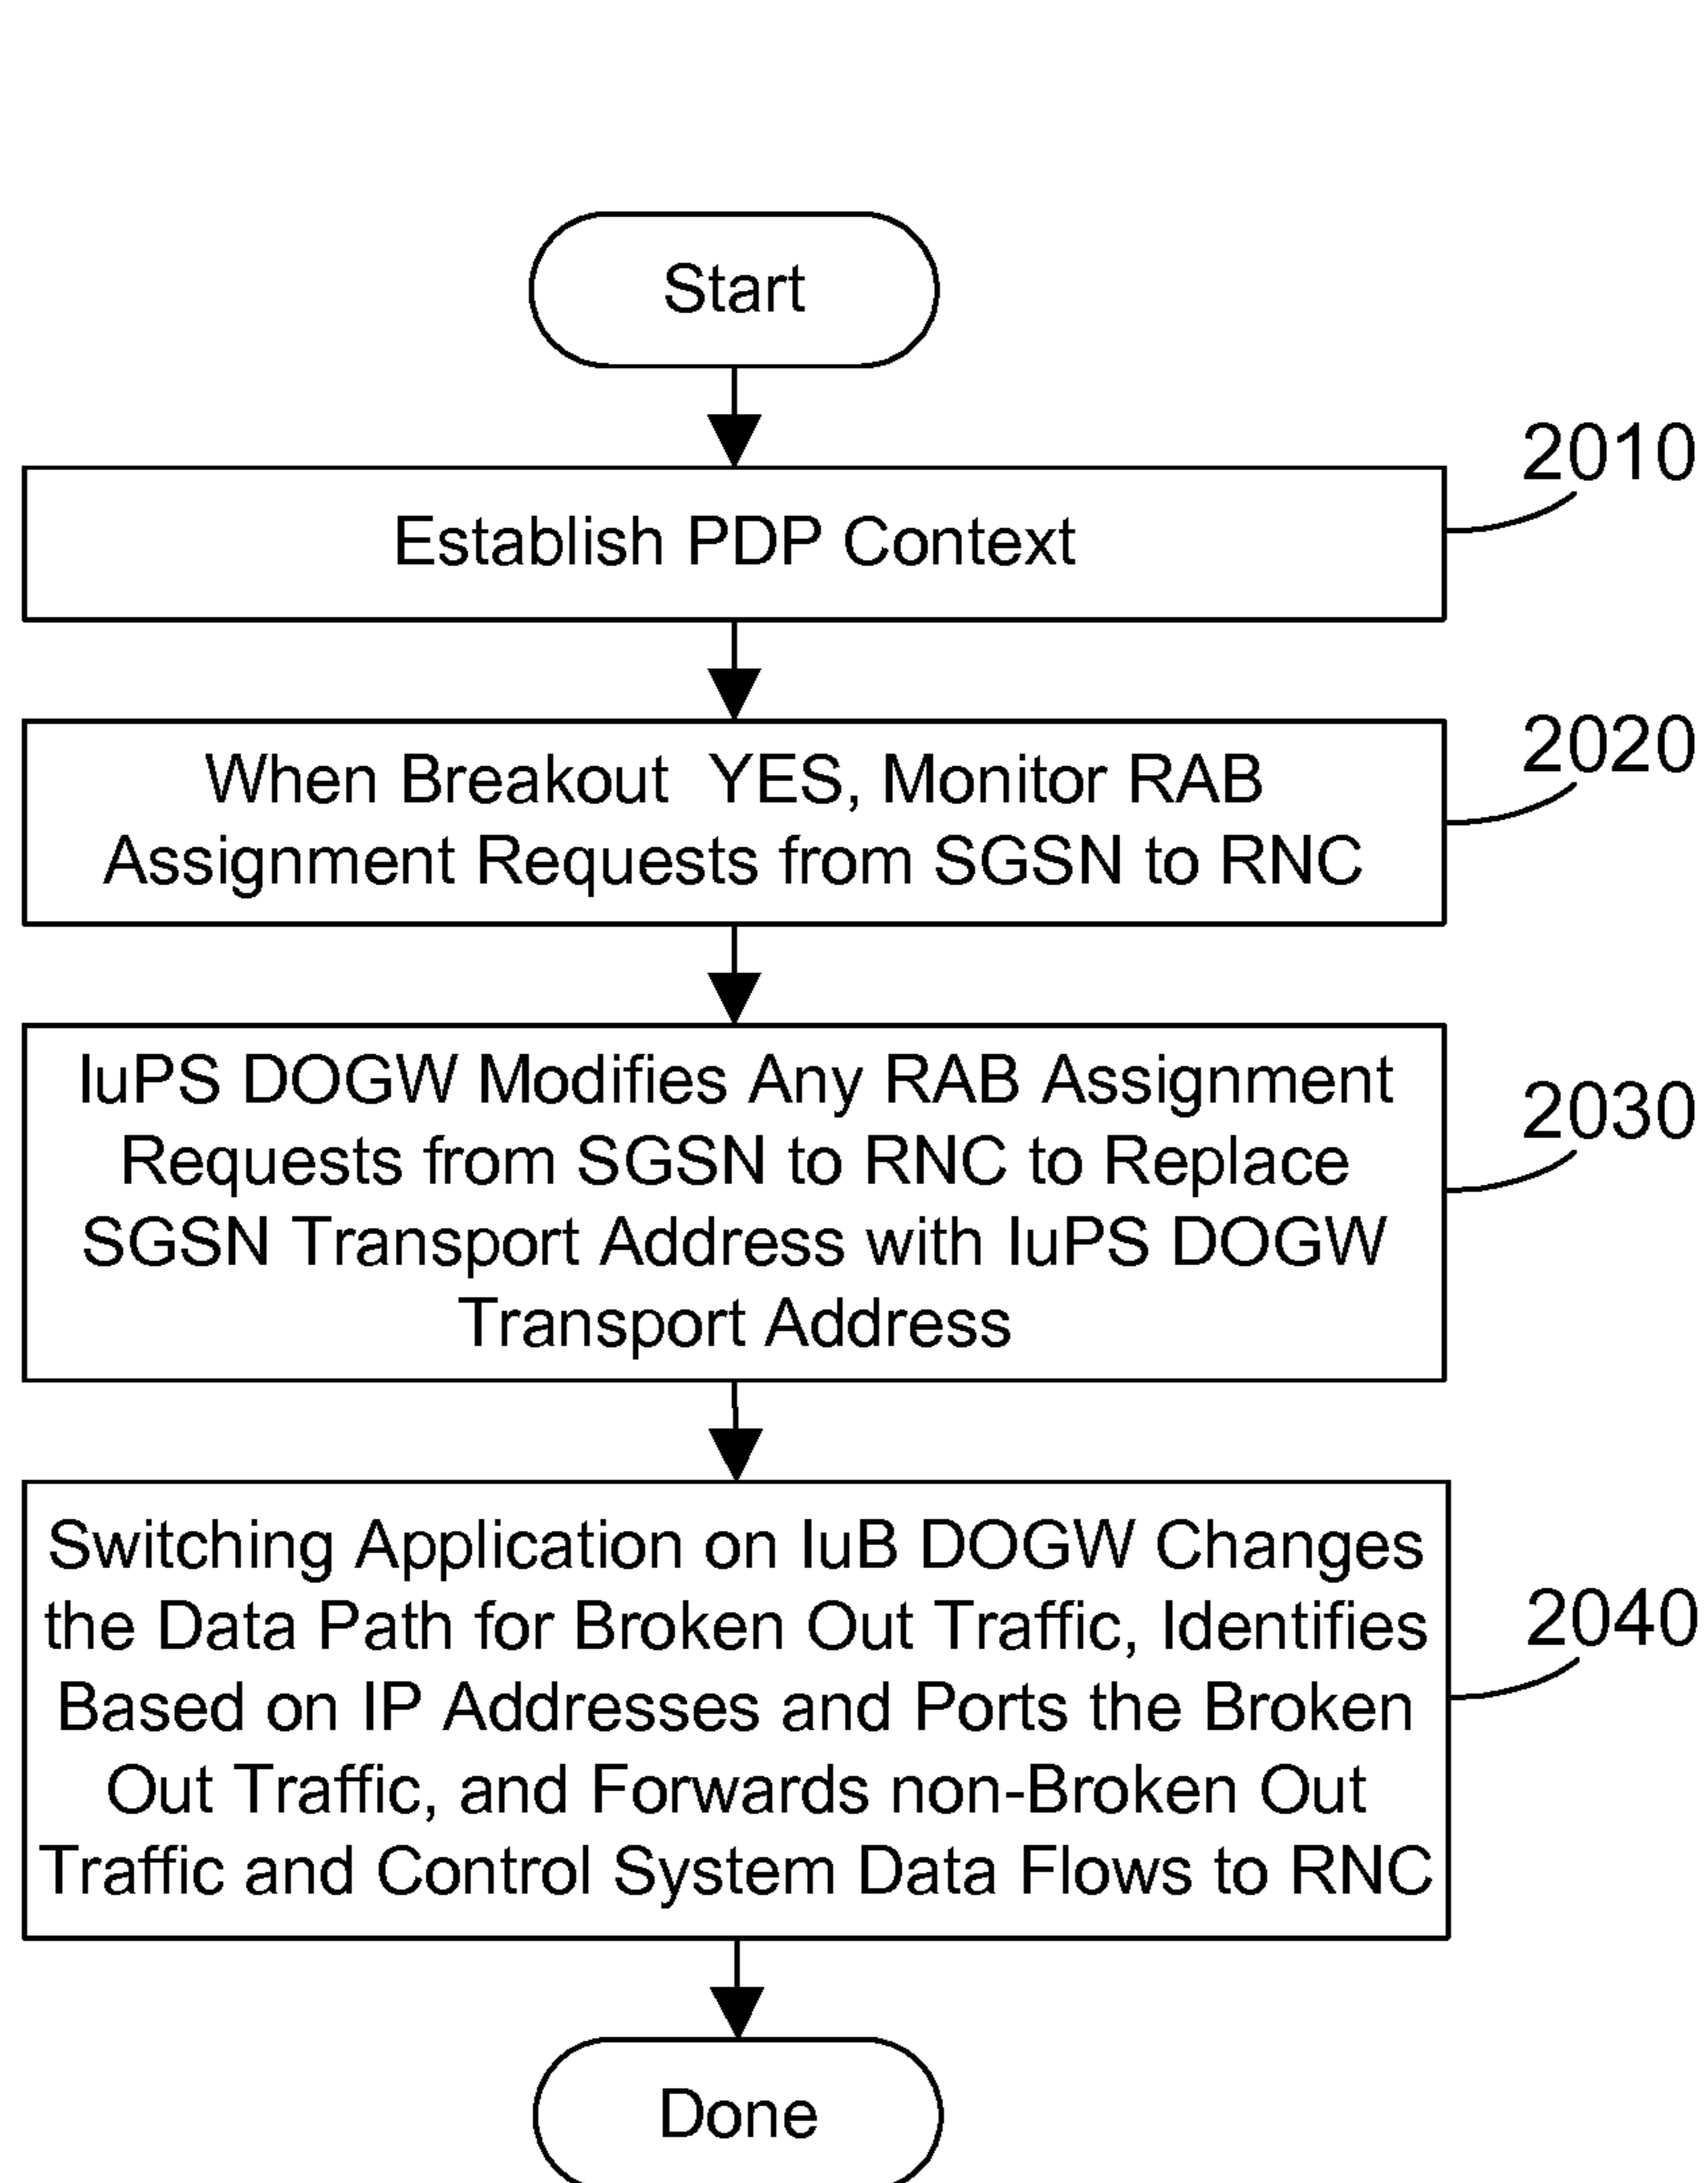 Start
2010
Establish PDP Context
2020
When Breakout YES, Monitor RAB
Assignment Requests from SGSN to RNC
IuPS DOGW Modifies Any RAB Assignment
2030
Requests from SGSN to RNC to Replace
SGSN Transport Address with IuPS DOGW
Transport Address
Switching Application on IuB DOGW Changes
2040
the Data Path for Broken Out Traffic, Identifies
Based on IP Addresses and Ports the Broken
Out Traffic, and Forwards non-Broken Out
Traffic and Control System Data Flows to RNC
Done